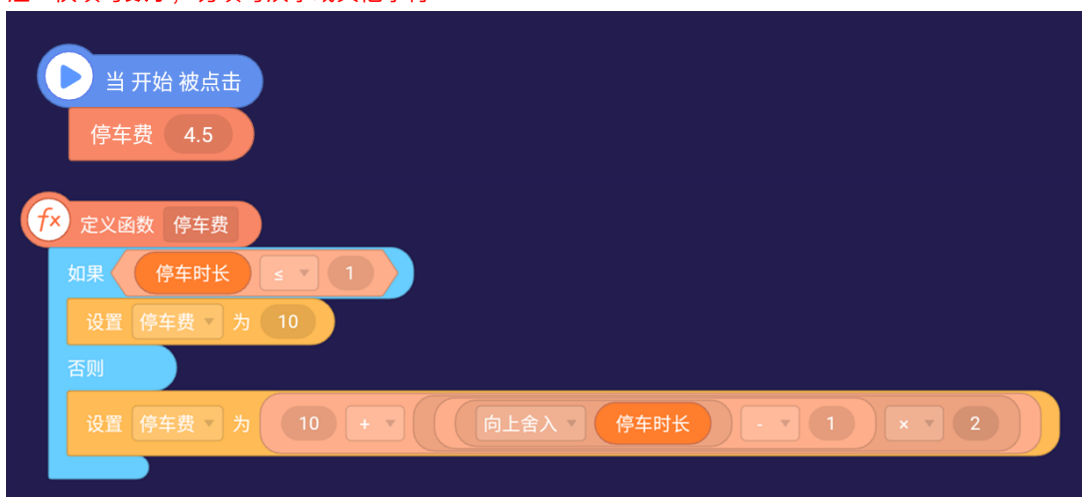 当 开始 被点击
停车费 4.5
fx 定义函数 停车费
如果 停车时长 ≤ 1
设置 停车费 为 10
否则
设置 停车费 为 10 + 向上舍入 停车时长 - 1 × 2